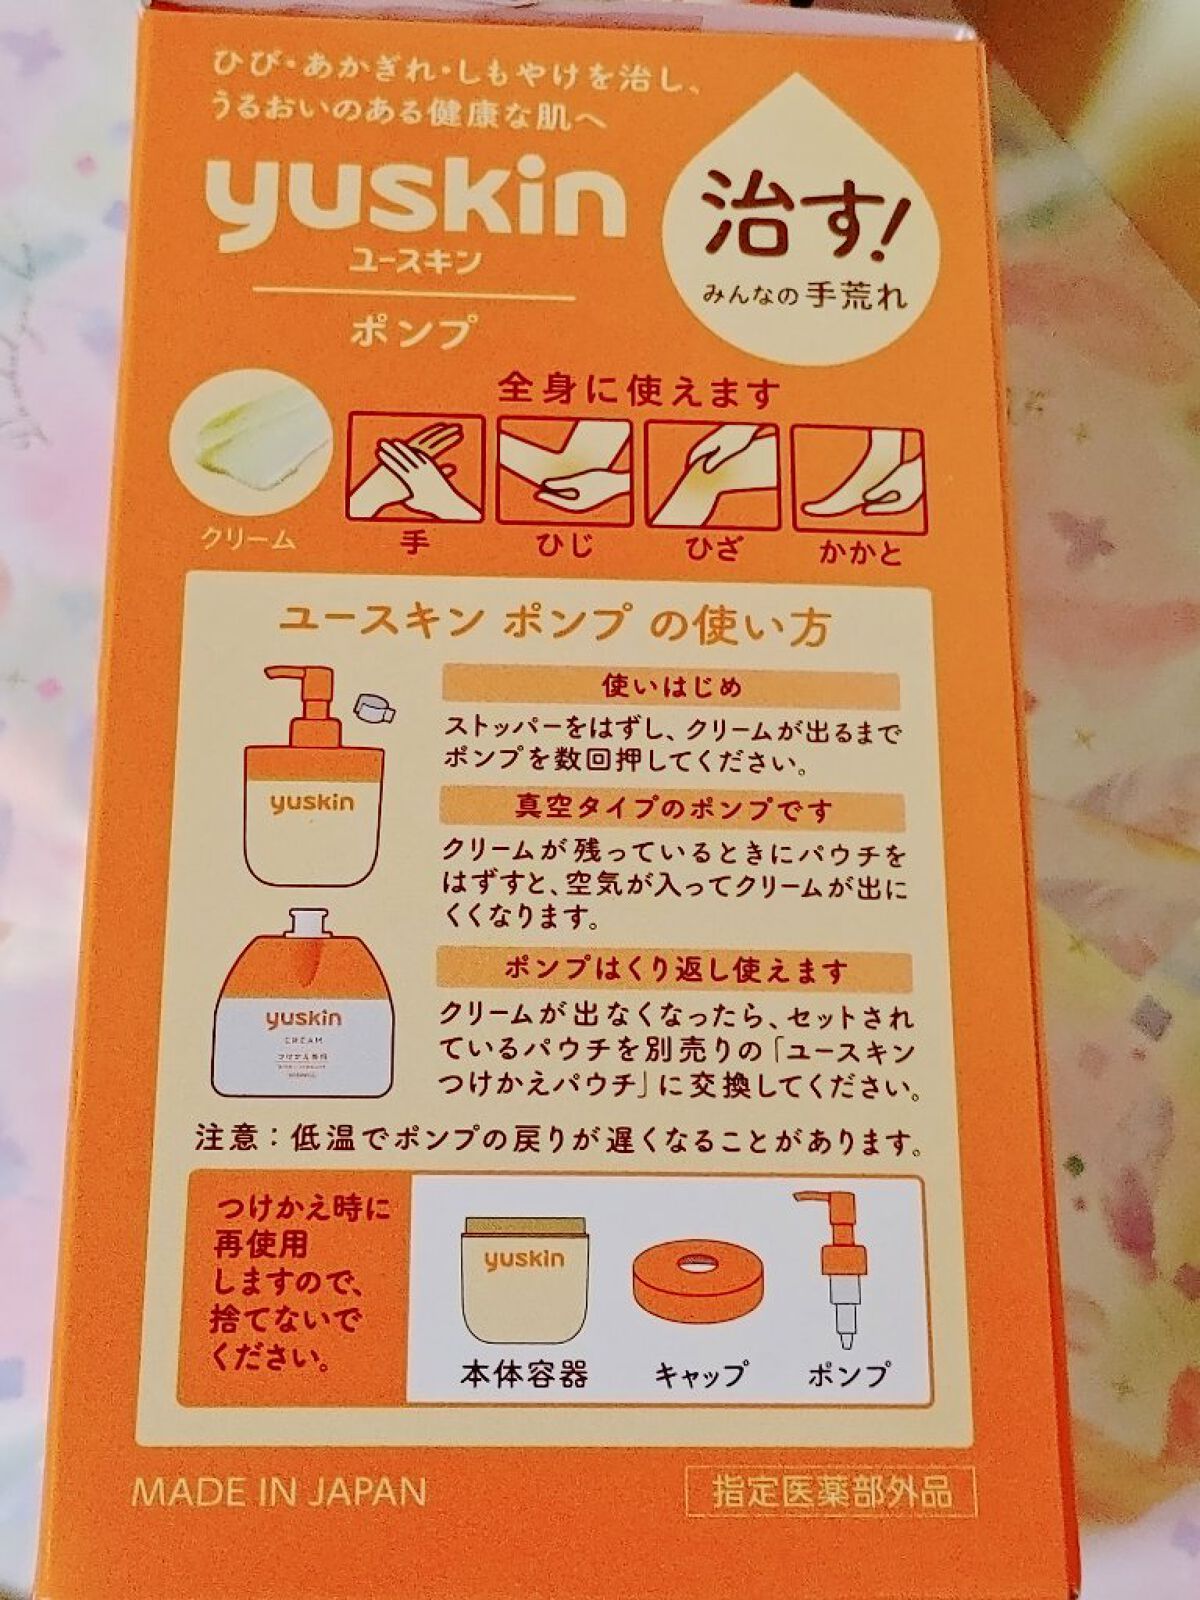 ひび・あかぎれ・しもやけを治し、
うるおいのある健康な肌へ
yuskin
ユースキン
ポンプ
治す!
みんなの手荒れ
全身に使えます
クリーム
手
ひじ
ひざ
かかと
ユースキン ポンプ の使い方
使いはじめ
ストッパーをはずし、クリームが出るまで
ポンプを数回押してください。
yuskin
真空タイプのポンプです
クリームが残っているときにパウチを
はずすと、空気が入ってクリームが出に
くくなります。
ポンプはくり返し使えます
クリームが出なくなったら、セットされ
ているパウチを別売りの「ユースキン
つけかえパウチ」に交換してください。
yuskin
CREAM
注意：低温でポンプの戻りが遅くなることがあります。
つけかえ時に
再使用
しますので、
捨てないで
ください。
yuskin
本体容器
キャップ
ポンプ
MADE IN JAPAN
指定医薬部外品